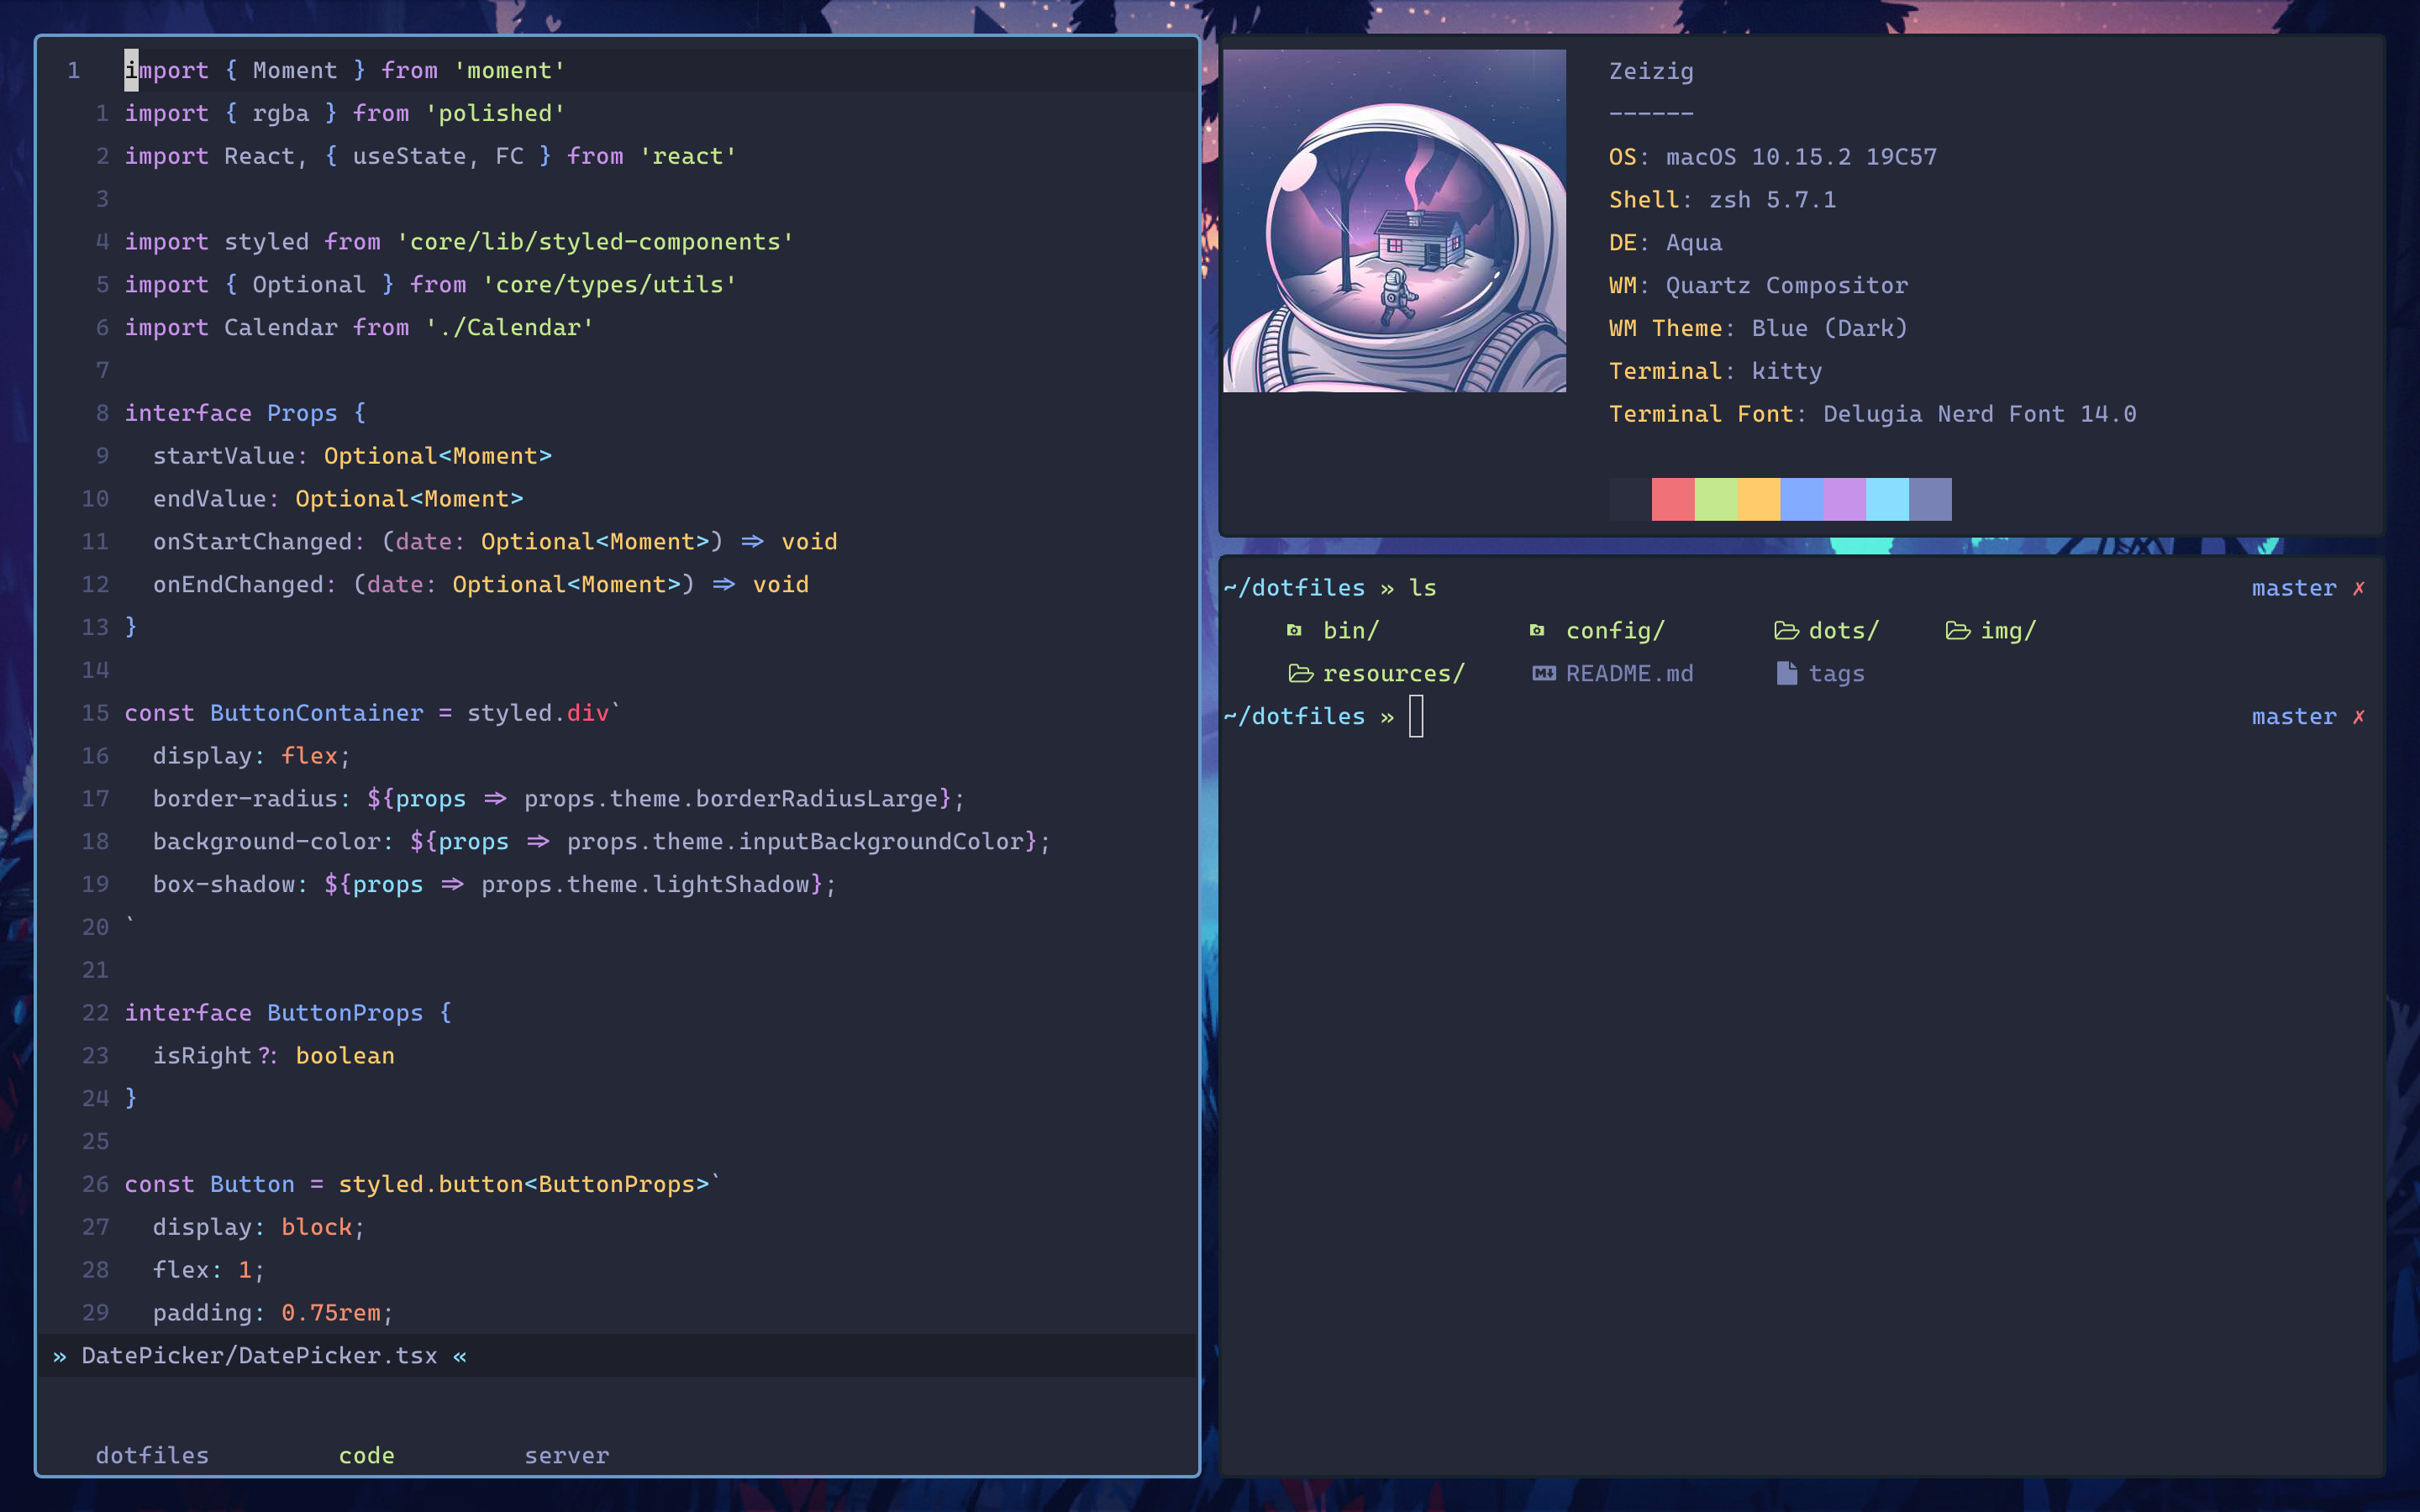 1 import { Moment } from 'moment'
1 import { rgba } from 'polished'
2 import React, { useState, FC } from 'react'
3
4 import styled from 'core/lib/styled-components'
5 import { Optional } from 'core/types/utils'
6 import Calendar from './Calendar'
7
8 interface Props {
9   startValue: Optional<Moment>
10   endValue: Optional<Moment>
11   onStartChanged: (date: Optional<Moment>) => void
12   onEndChanged: (date: Optional<Moment>) => void
13 }
14
15 const ButtonContainer = styled.div`
16   display: flex;
17   border-radius: ${props => props.theme.borderRadiusLarge};
18   background-color: ${props => props.theme.inputBackgroundColor};
19   box-shadow: ${props => props.theme.lightShadow};
20 `
21
22 interface ButtonProps {
23   isRight?: boolean
24 }
25
26 const Button = styled.button<ButtonProps>`
27   display: block;
28   flex: 1;
29   padding: 0.75rem;
» DatePicker/DatePicker.tsx «
dotfiles code server
Zeizig
------
OS: macOS 10.15.2 19C57
Shell: zsh 5.7.1
DE: Aqua
WM: Quartz Compositor
WM Theme: Blue (Dark)
Terminal: kitty
Terminal Font: Delugia Nerd Font 14.0
~/dotfiles » ls master ✗
bin/ config/ dots/ img/
resources/ README.md tags
~/dotfiles » master ✗